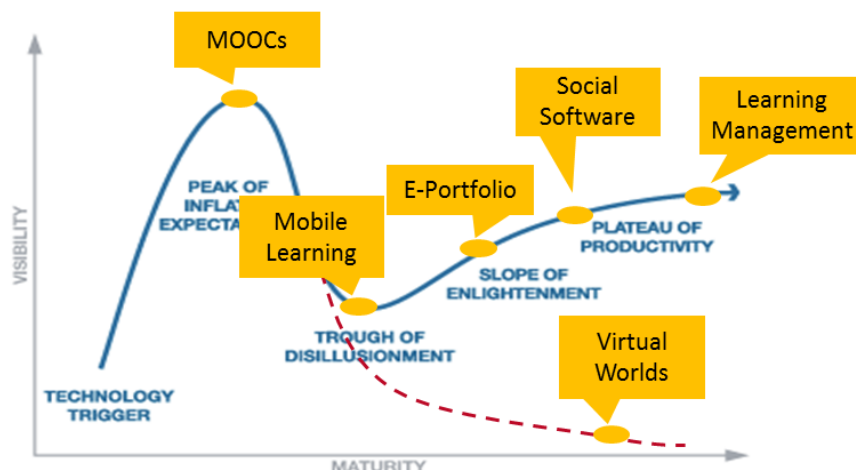 MOOCs
Social
Software
Learning
Management
E-Portfolio
PEAK OF
Mobile
Learning
PLATEAU OF
PRODUCTIVITY
SLOPE OF
ENLIGHTENMENT
TROUGH OF
DISILLUSIONMENT
Virtual
Worlds
TECHNOLOGY
TRIGGER
VISIBILITY
MATURITY